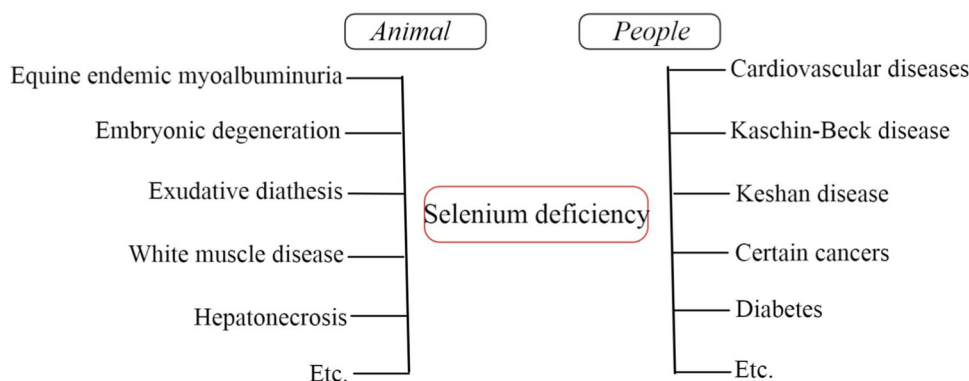 Animal
People
Equine endemic myoalbuminuria
Embryonic degeneration
Exudative diathesis
White muscle disease
Hepatonecrosis
Etc.
Selenium deficiency
Cardiovascular diseases
Kaschin-Beck disease
Keshan disease
Certain cancers
Diabetes
Etc.